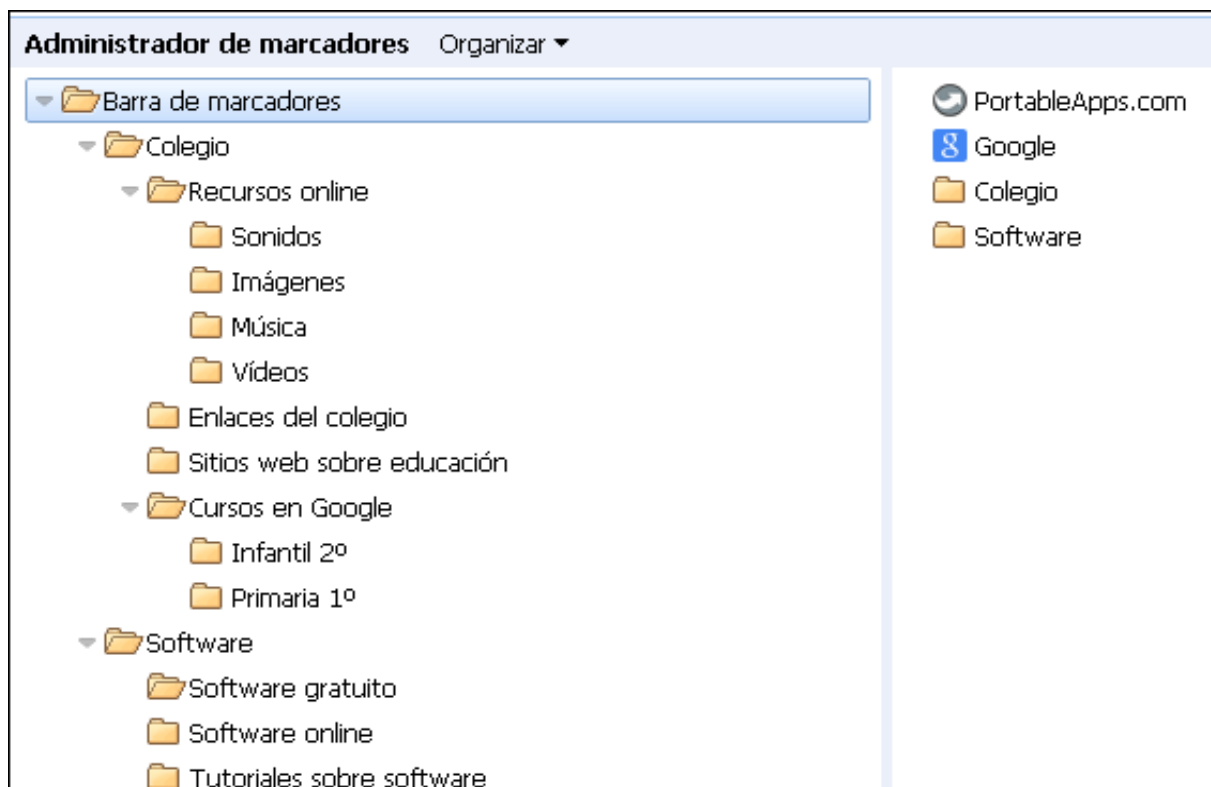 Administrador de marcadores Organizar
Barra de marcadores
Colegio
Recursos online
Sonidos
Imágenes
Música
Vídeos
Enlaces del colegio
Sitios web sobre educación
Cursos en Google
Infantil 2º
Primaria 1º
Software
Software gratuito
Software online
Tutoriales sobre software
PortableApps.com
Google
Colegio
Software